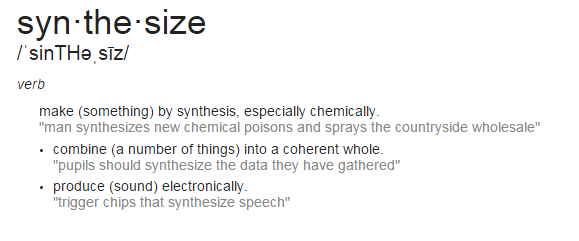 syn·the·size
/ˈsinTHəˌsīz/
verb
make (something) by synthesis, especially chemically.
"man synthesizes new chemical poisons and sprays the countryside wholesale"
• combine (a number of things) into a coherent whole.
"pupils should synthesize the data they have gathered"
• produce (sound) electronically.
"trigger chips that synthesize speech"